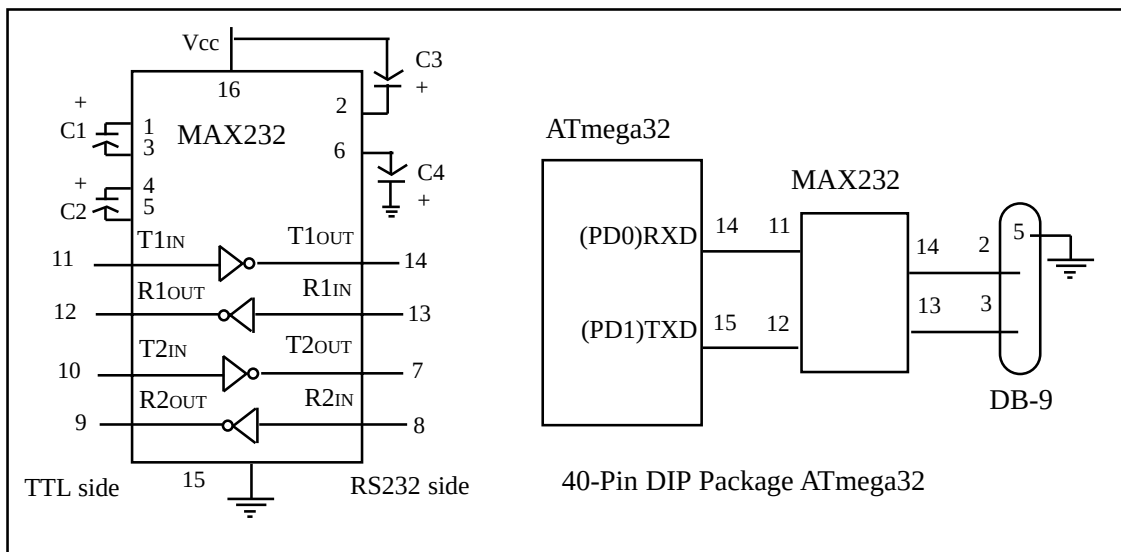 Vcc
C3
+
16
2
+
C1
1
3
MAX232
6
C4
+
+
C2
4
5
T1IN
T1OUT
11
14
R1OUT
R1IN
12
13
T2IN
T2OUT
10
7
R2OUT
R2IN
9
8
15
TTL side
RS232 side
ATmega32
MAX232
(PD0)RXD
14
11
14
2
5
(PD1)TXD
15
12
13
3
DB-9
40-Pin DIP Package ATmega32